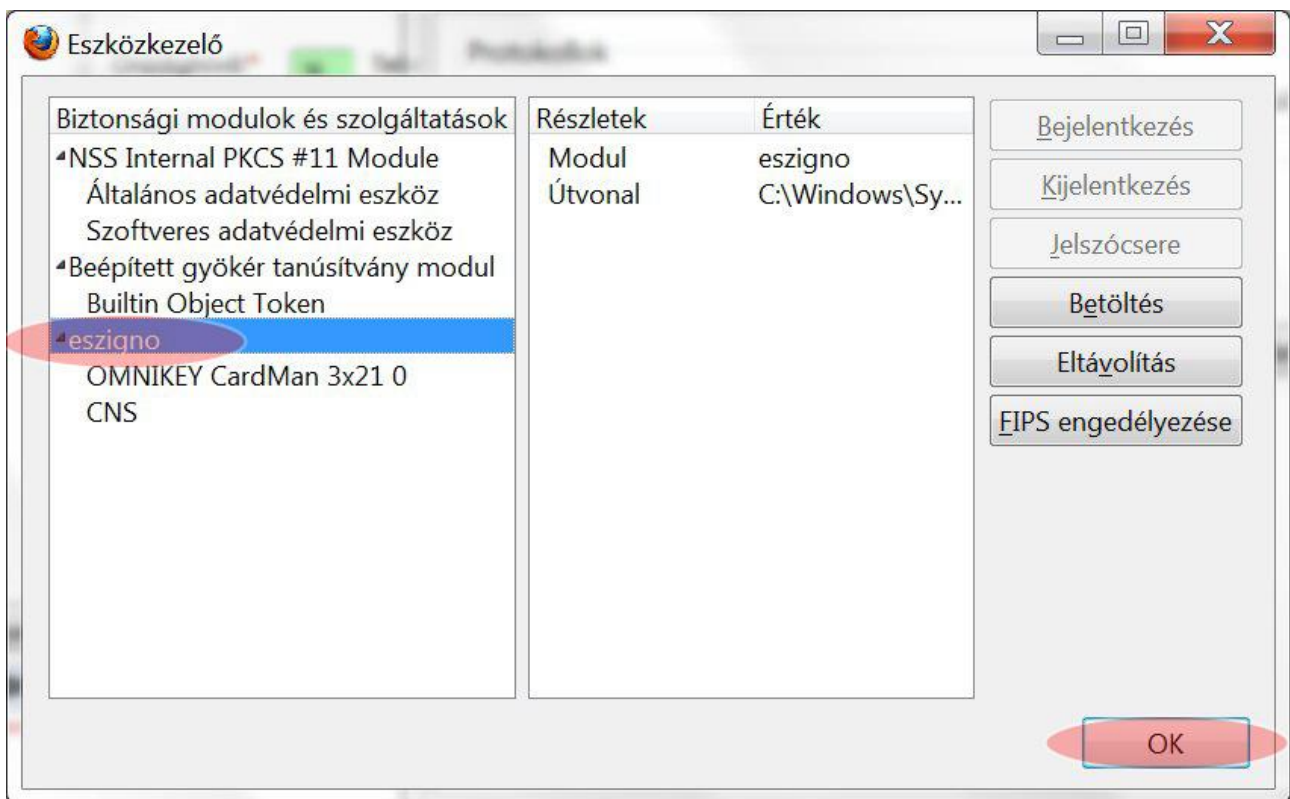 Eszközkezelő
Biztonsági modulok és szolgáltatások
NSS Internal PKCS #11 Module
Általános adatvédelmi eszköz
Szoftveres adatvédelmi eszköz
Beépített gyökér tanúsítvány modul
Builtin Object Token
eszigno
OMNIKEY CardMan 3x21 0
CNS
Részletek Érték
Modul eszigno
Útvonal C:\Windows\Sy...
Bejelentkezés
Kijelentkezés
Jelszócsere
Betöltés
Eltávolítás
FIPS engedélyezése
OK